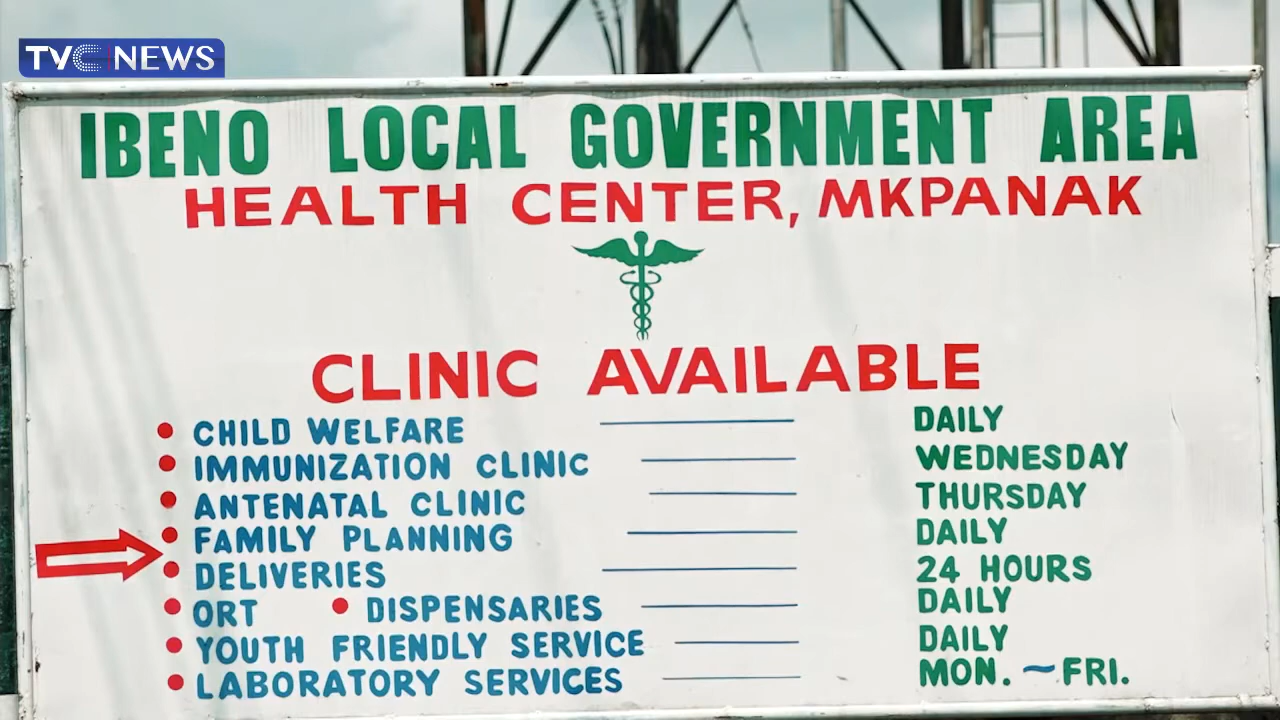 TVC NEWS
IBENO LOCAL GOVERNMENT AREA
HEALTH CENTER, MKPANAK
CLINIC AVAILABLE
• CHILD WELFARE ———— DAILY
• IMMUNIZATION CLINIC ———— WEDNESDAY
• ANTENATAL CLINIC ———— THURSDAY
• FAMILY PLANNING ———— DAILY
• DELIVERIES ———— 24 HOURS
• ORT • DISPENSARIES ———— DAILY
• YOUTH FRIENDLY SERVICE ———— DAILY
• LABORATORY SERVICES ———— MON. ~ FRI.